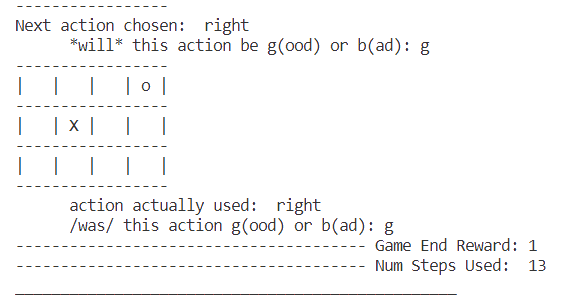 -----------------
Next action chosen:  right
      *will* this action be g(ood) or b(ad): g
-----------------
|   |   |   | o |
-----------------
|   | X |   |   |
-----------------
|   |   |   |   |
-----------------
      action actually used:  right
      /was/ this action g(ood) or b(ad): g
--------------------------------------- Game End Reward: 1
--------------------------------------- Num Steps Used:  13
_________________________________________________